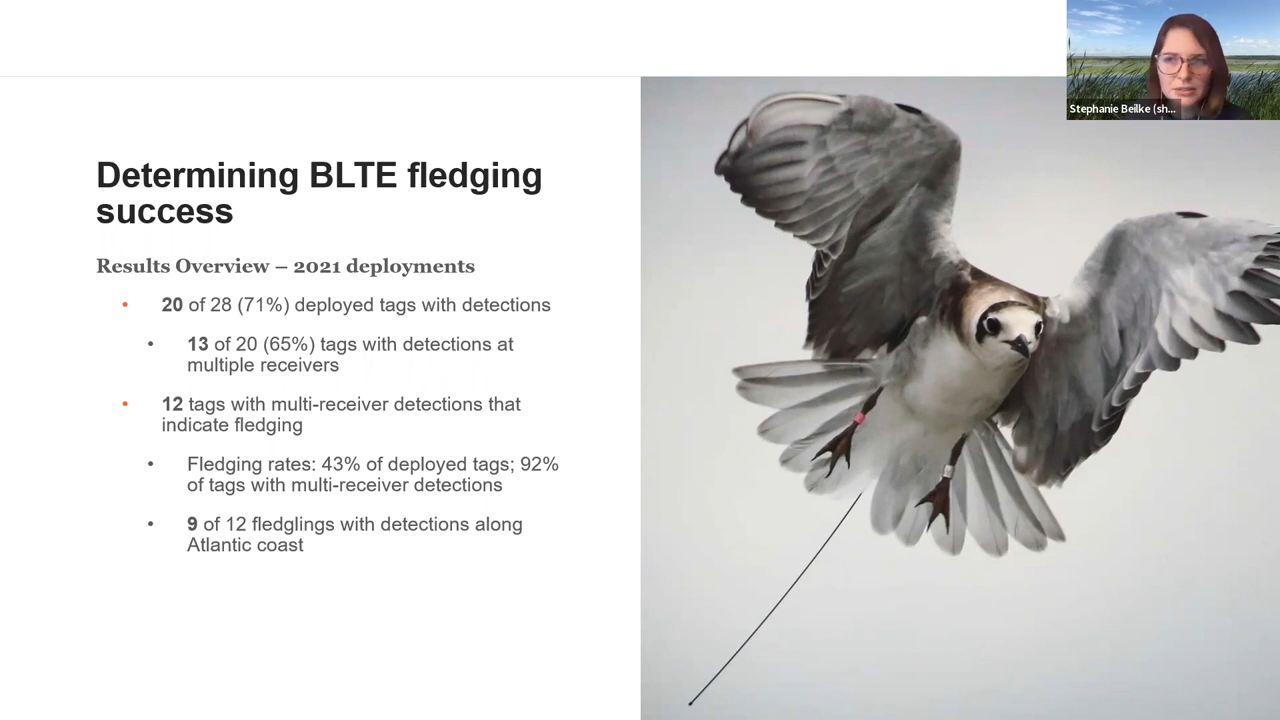 Stephanie Beilke (sh...
Determining BLTE fledging
success
Results Overview – 2021 deployments
• 20 of 28 (71%) deployed tags with detections
• 13 of 20 (65%) tags with detections at
multiple receivers
• 12 tags with multi-receiver detections that
indicate fledging
• Fledging rates: 43% of deployed tags; 92%
of tags with multi-receiver detections
• 9 of 12 fledglings with detections along
Atlantic coast